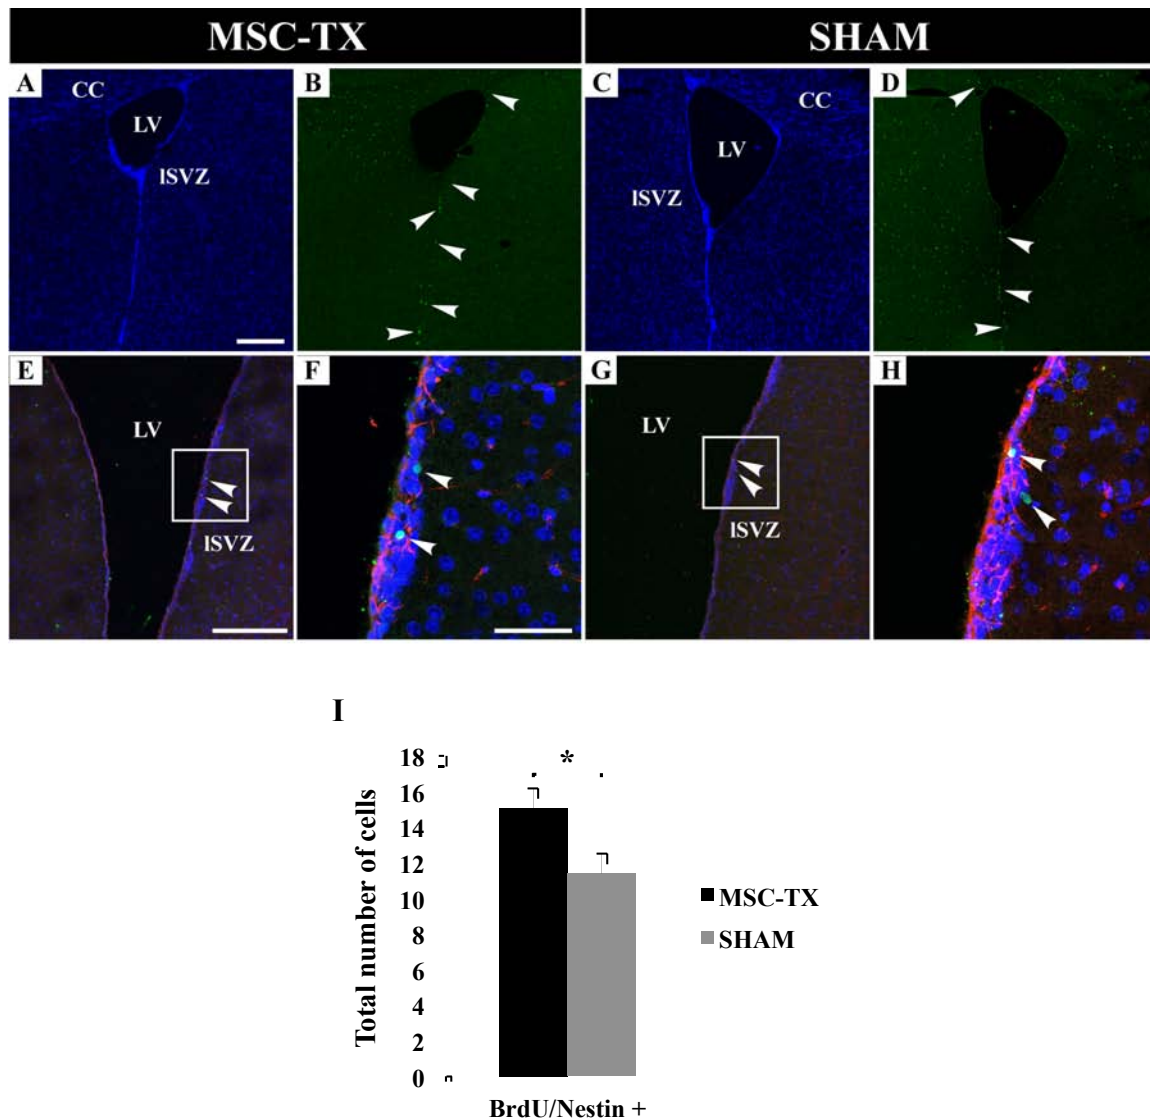 MSC-TX
SHAM
A
CC
LV
lSVZ
B
C
CC
LV
lSVZ
D
E
LV
lSVZ
F
G
LV
lSVZ
H
I
Total number of cells
18
16
14
12
10
8
6
4
2
0
*
MSC-TX
SHAM
BrdU/Nestin +